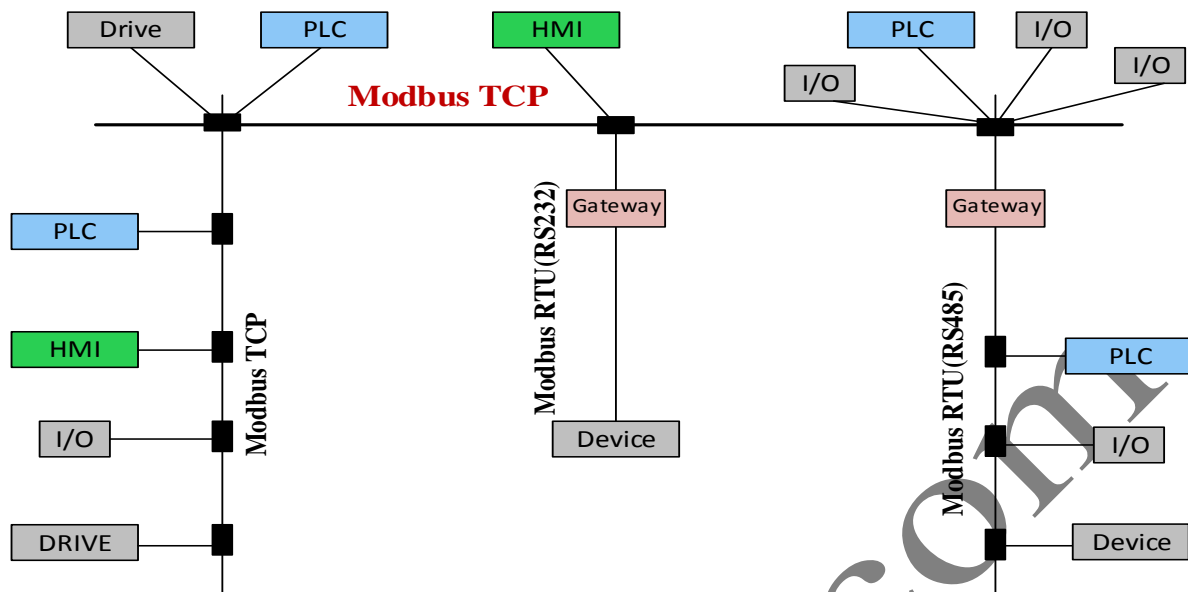 Drive
PLC
HMI
PLC
I/O
I/O
I/O
Modbus TCP
PLC
HMI
I/O
DRIVE
Modbus TCP
Gateway
Modbus RTU(RS232)
Device
Gateway
Modbus RTU(RS485)
PLC
I/O
Device
com